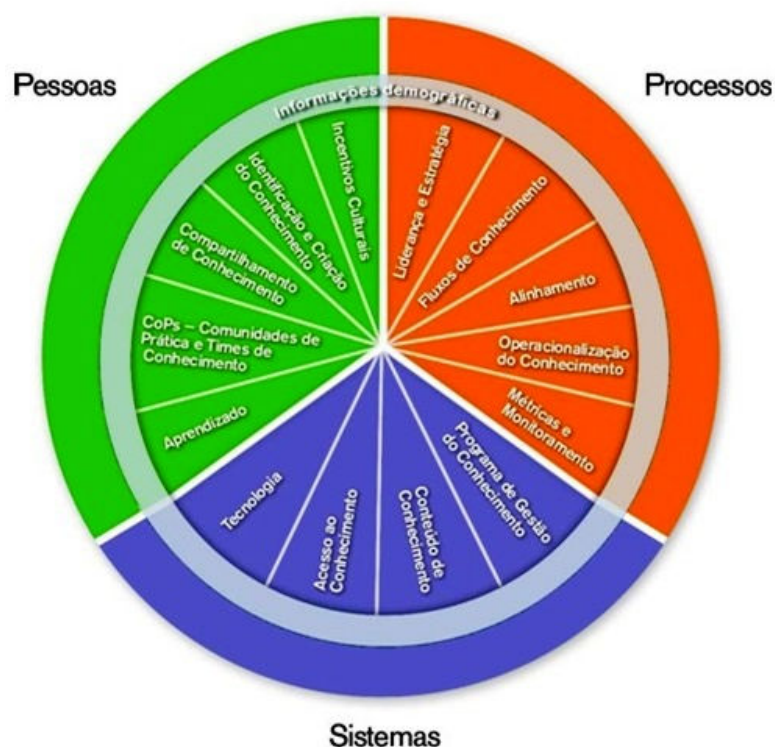 Pessoas
Processos
Informações demográficas
Incentivos Culturais
Identificação e Criação
do Conhecimento
Compartilhamento
de Conhecimento
CoPs – Comunidades de
Prática e Times de
Conhecimento
Aprendizado
Liderança e Estratégia
Fluxos de Conhecimento
Alinhamento
Operacionalização
do Conhecimento
Métricas e
Monitoramento
Programa de Gestão
do Conhecimento
Conteúdo de
Conhecimento
Acesso ao
Conhecimento
Tecnologia
Sistemas